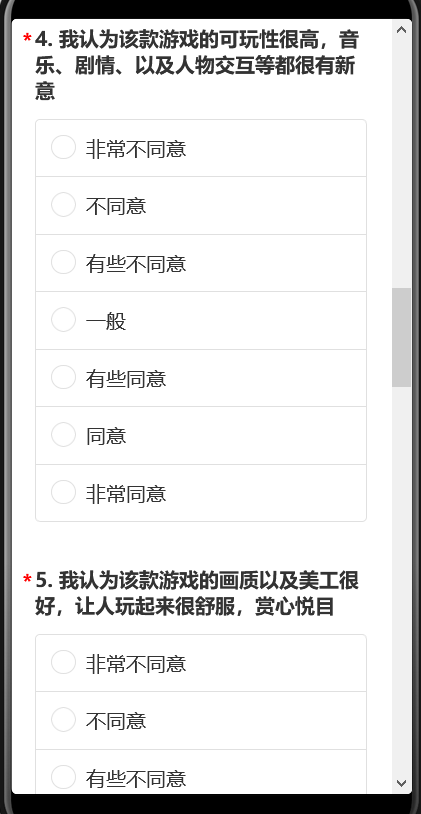 *4. 我认为该款游戏的可玩性很高，音
乐、剧情、以及人物交互等都很有新
意
非常不同意
不同意
有些不同意
一般
有些同意
同意
非常同意
*5. 我认为该款游戏的画质以及美工很
好，让人玩起来很舒服，赏心悦目
非常不同意
不同意
有些不同意